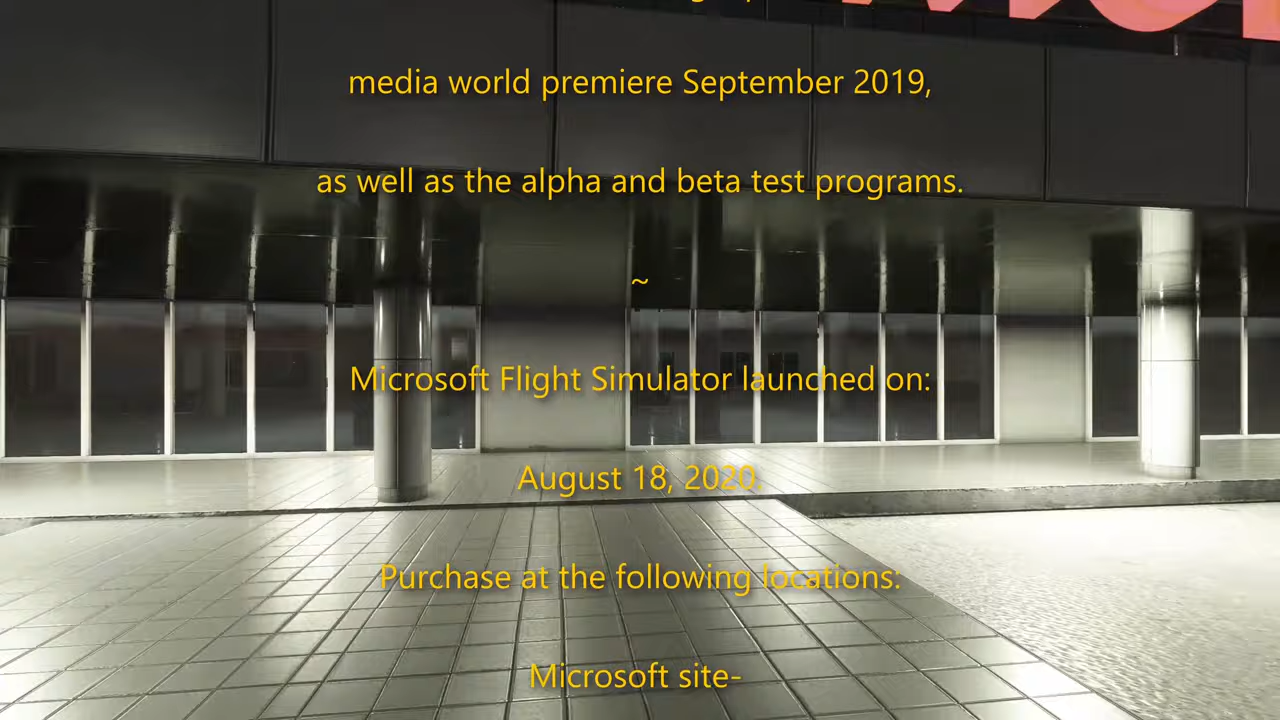 media world premiere September 2019,
as well as the alpha and beta test programs.
~
Microsoft Flight Simulator launched on:
August 18, 2020.
Purchase at the following locations:
Microsoft site-